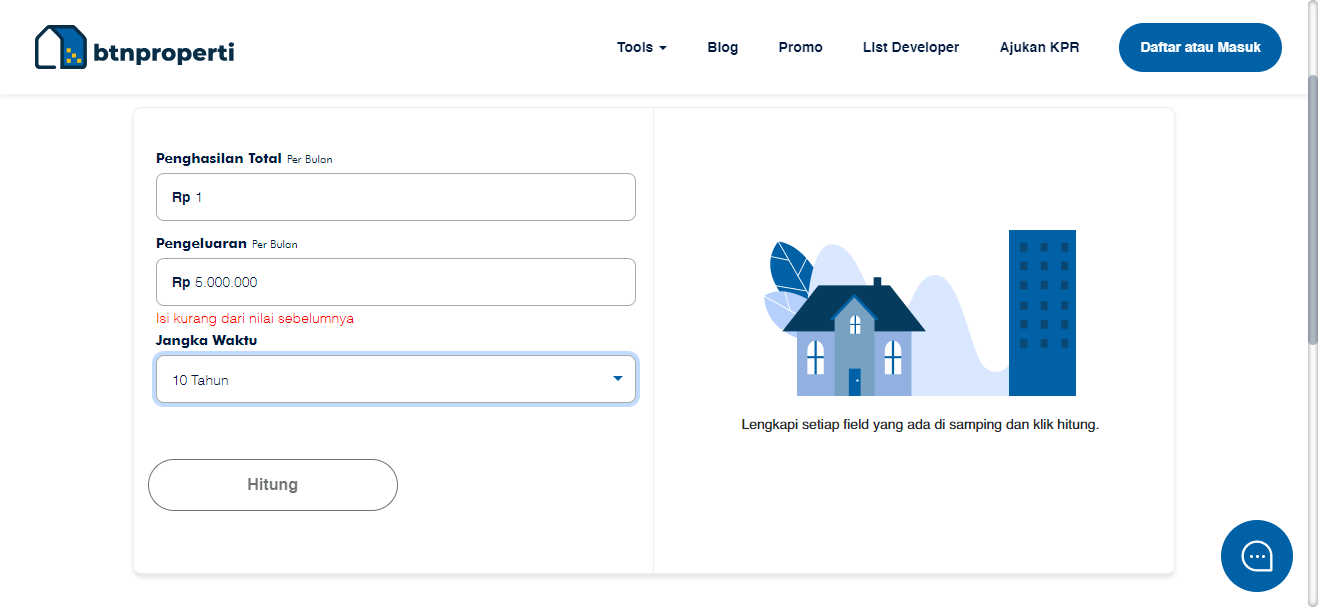 btnproperti
Tools
Blog
Promo
LIst Developer
Ajukan KPR
Daftar atau Masuk
Penghasilan Total Per Bulan
Rp 1
Pengeluaran Per Bulan
Rp 5.000.000
Isi kurang dari nilai sebelumnya
Jangka Waktu
10 Tahun
Hitung
Lengkapi setiap field yang ada di samping dan klik hitung.